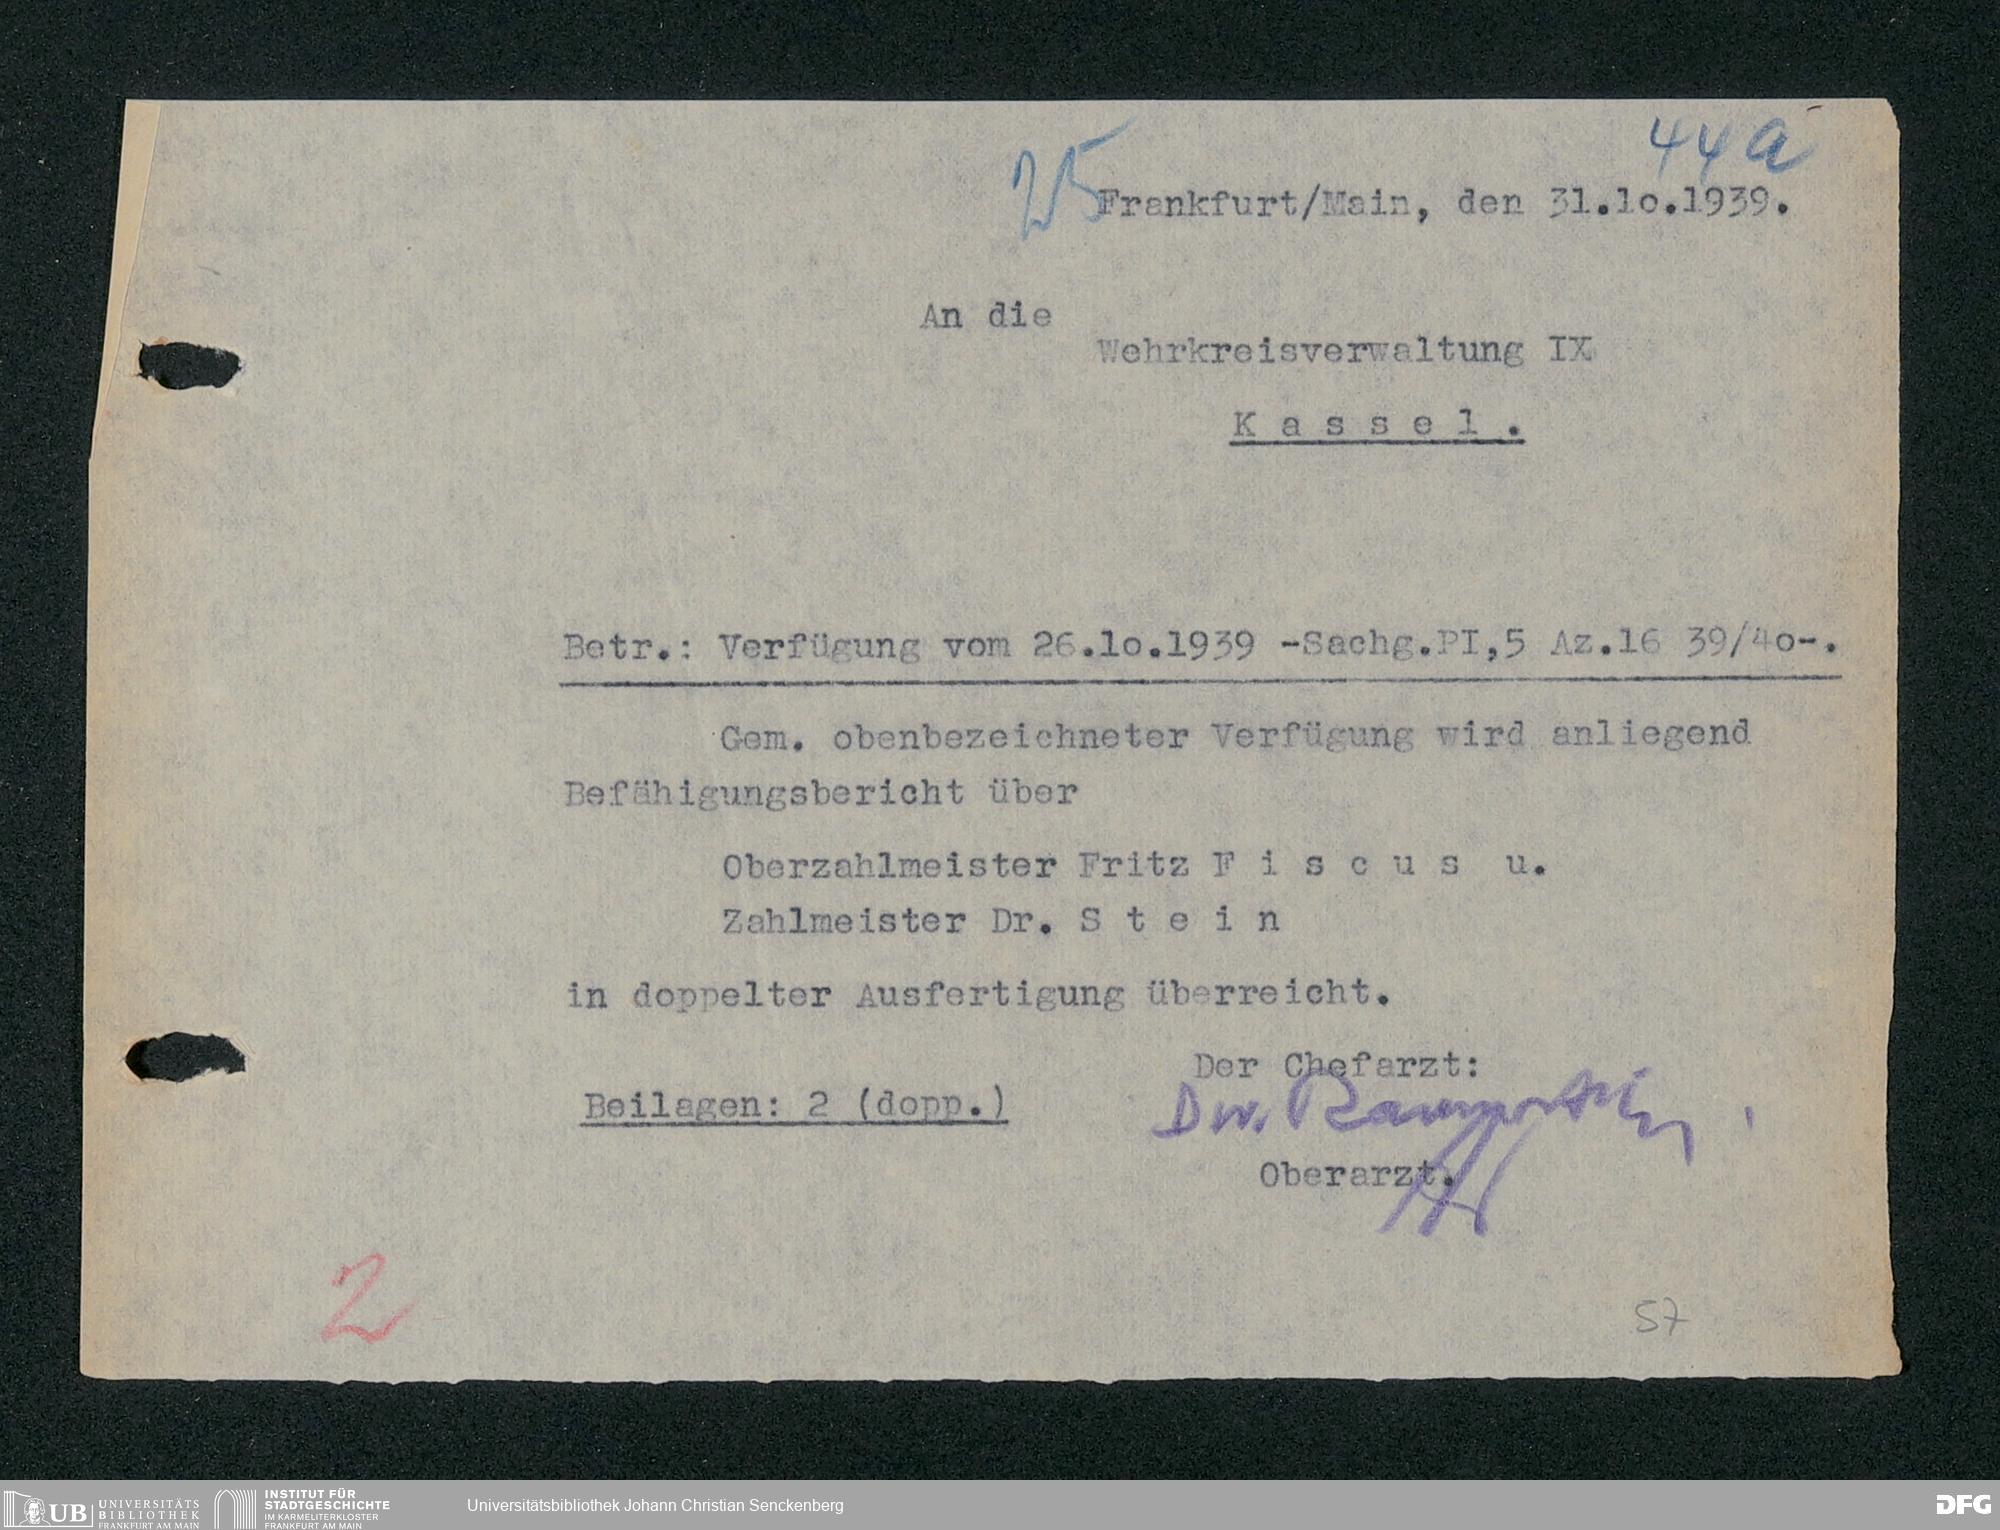 44a
25
Frankfurt/Main, den 31.1o.1939.
An die
Wehrkreisverwaltung IX
K a s s e l .
Betr.: Verfügung vom 26.1o.1939 -Sachg.PI,5 Az.16 39/4o-.
Gem. obenbezeichneter Verfügung wird anliegend
Befähigungsbericht über
Oberzahlmeister Fritz F i s c u s u.
Zahlmeister Dr. S t e i n
in doppelter Ausfertigung überreicht.
Der Chefarzt:
Beilagen: 2 (dopp.)
Dr.
Oberarzt.
2
57
UB UNIVERSITÄTS
BIBLIOTHEK
FRANKFURT AM MAIN
INSTITUT FÜR
STADTGESCHICHTE
IM KARMELITERKLOSTER
FRANKFURT AM MAIN
Universitätsbibliothek Johann Christian Senckenberg
DFG